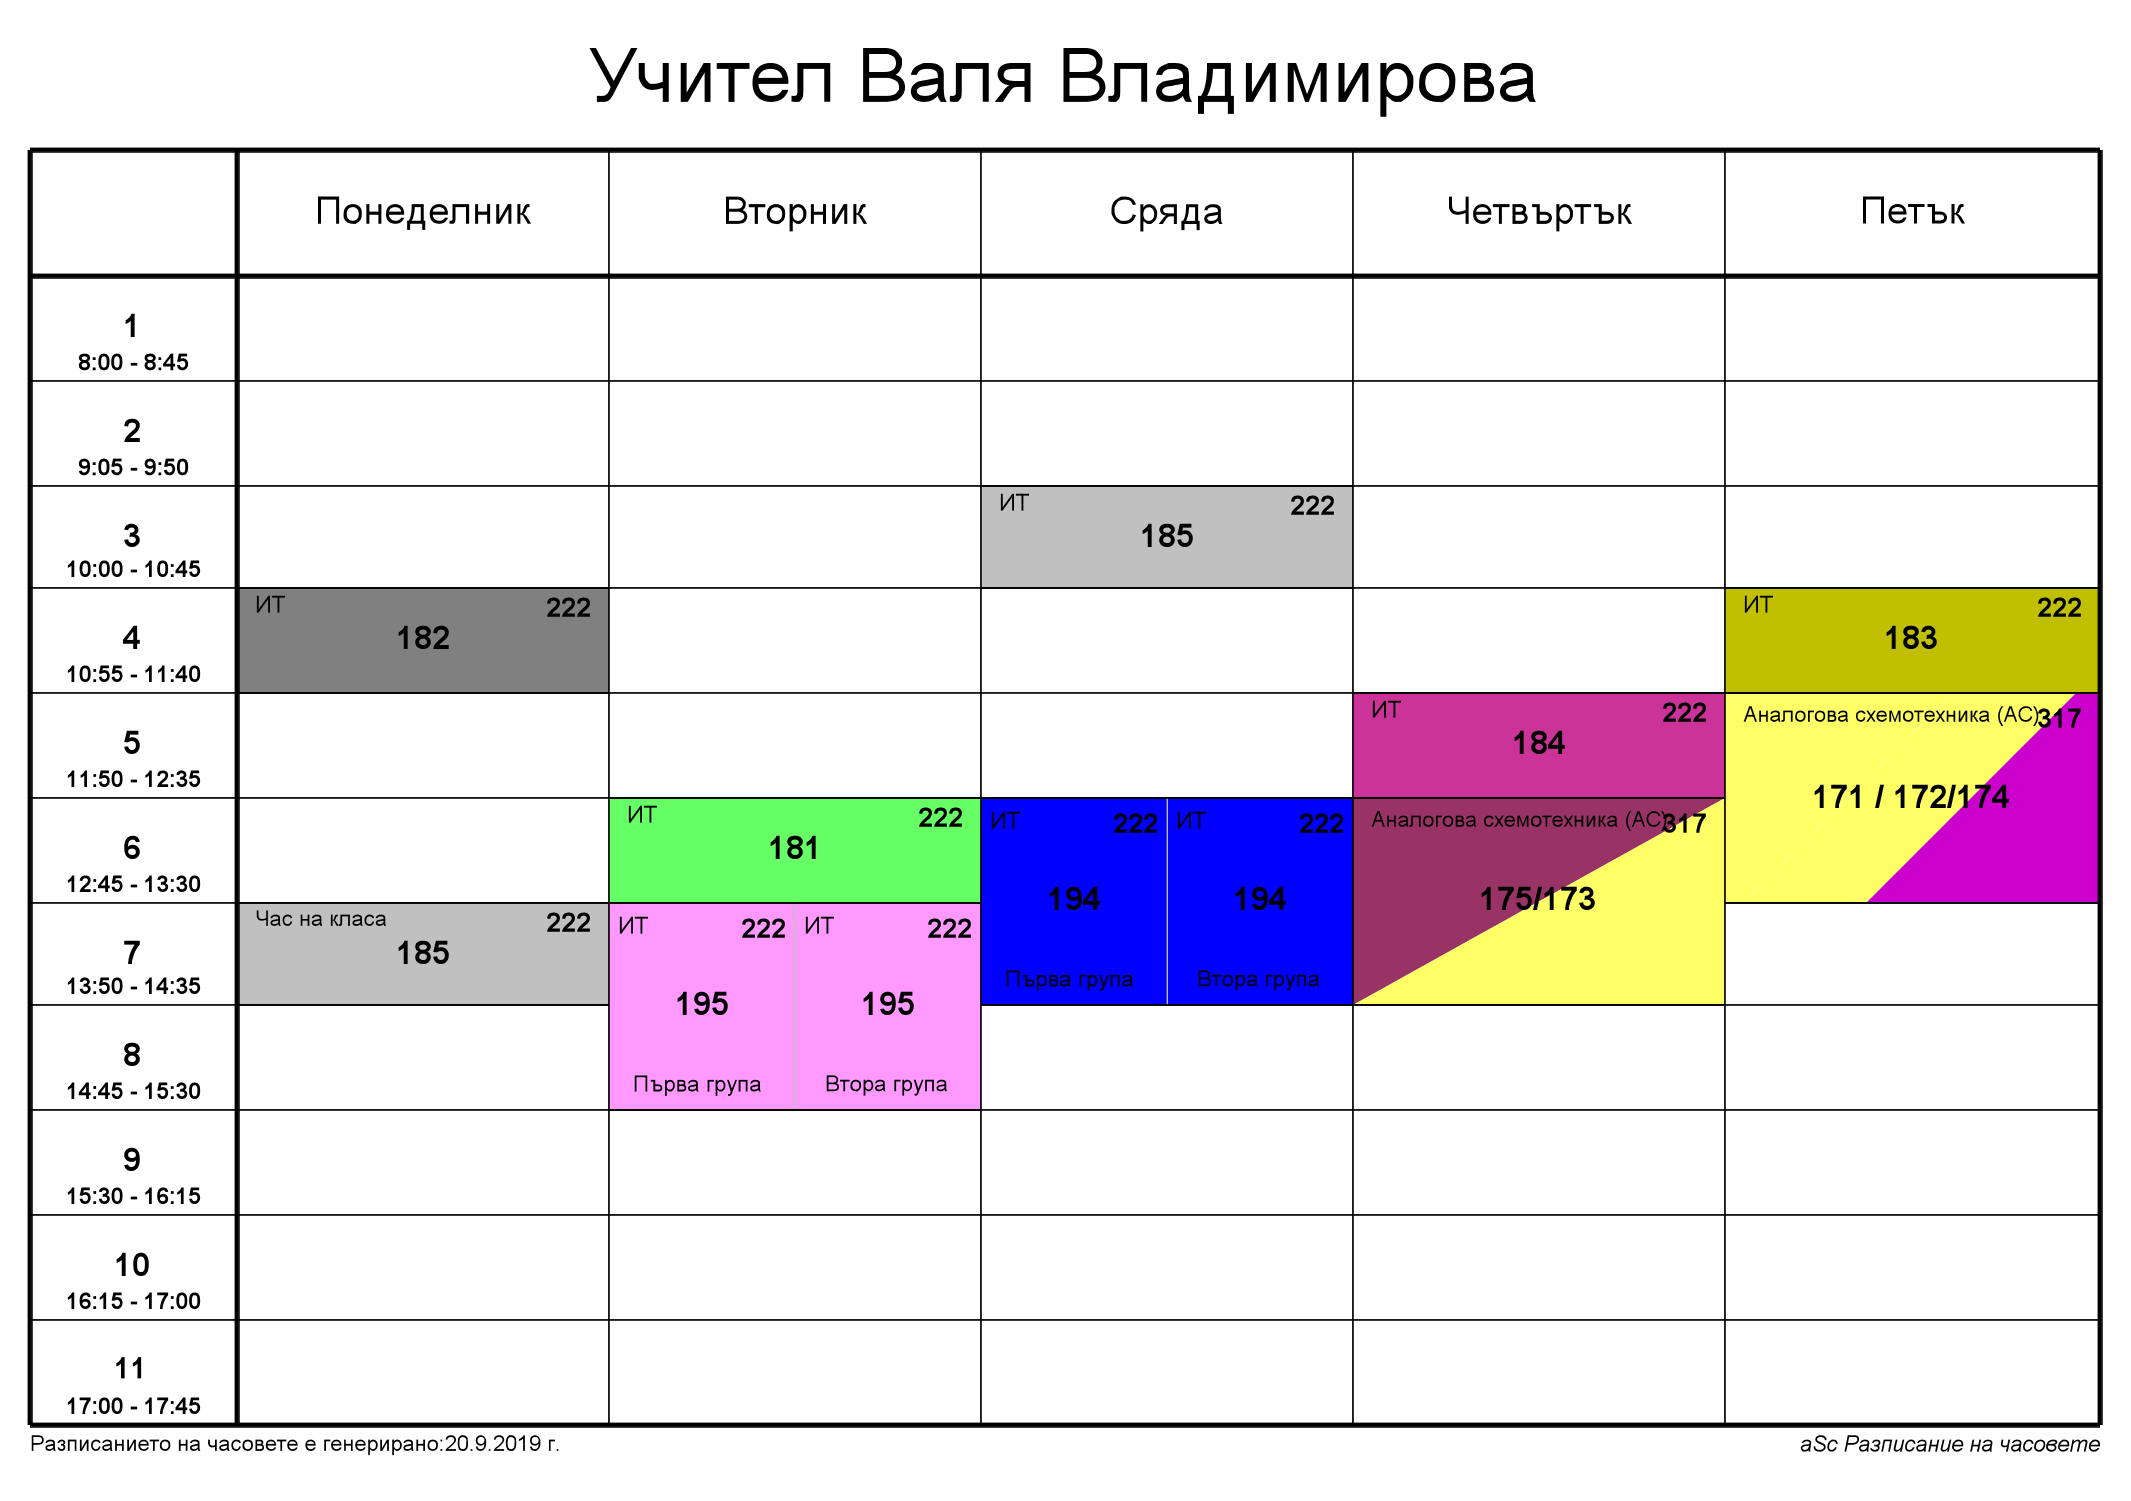 Учител Валя Владимирова
Понеделник Вторник Сряда Четвъртък Петък
1
8:00 - 8:45
2
9:05 - 9:50
3
10:00 - 10:45
ИТ 222
185
4
10:55 - 11:40
ИТ 222
182
ИТ 222
183
5
11:50 - 12:35
ИТ 222
184
Аналогова схемотехника (АС) 317
171 / 172/174
6
12:45 - 13:30
ИТ 222
181
ИТ 222
194
Първа група
ИТ 222
194
Втора група
Аналогова схемотехника (АС) 317
175/173
7
13:50 - 14:35
Час на класа 222
185
ИТ 222
195
Първа група
ИТ 222
195
Втора група
8
14:45 - 15:30
9
15:30 - 16:15
10
16:15 - 17:00
11
17:00 - 17:45
Разписанието на часовете е генерирано:20.9.2019 г.
aSc Разписание на часовете